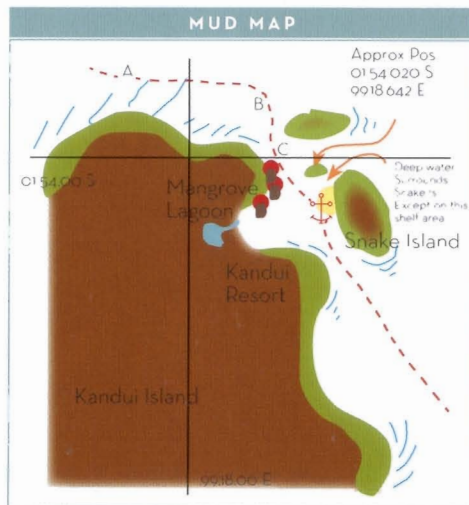 MUD MAP
Approx Pos
01 54 020 S
99 18 642 E
A
B
C
Deep water
Surrounds
Snake Is
Except on this
shelf area
01 54.00 S
Mangrove
Lagoon
Snake Island
Kandui
Resort
Kandui Island
99.18.00 E